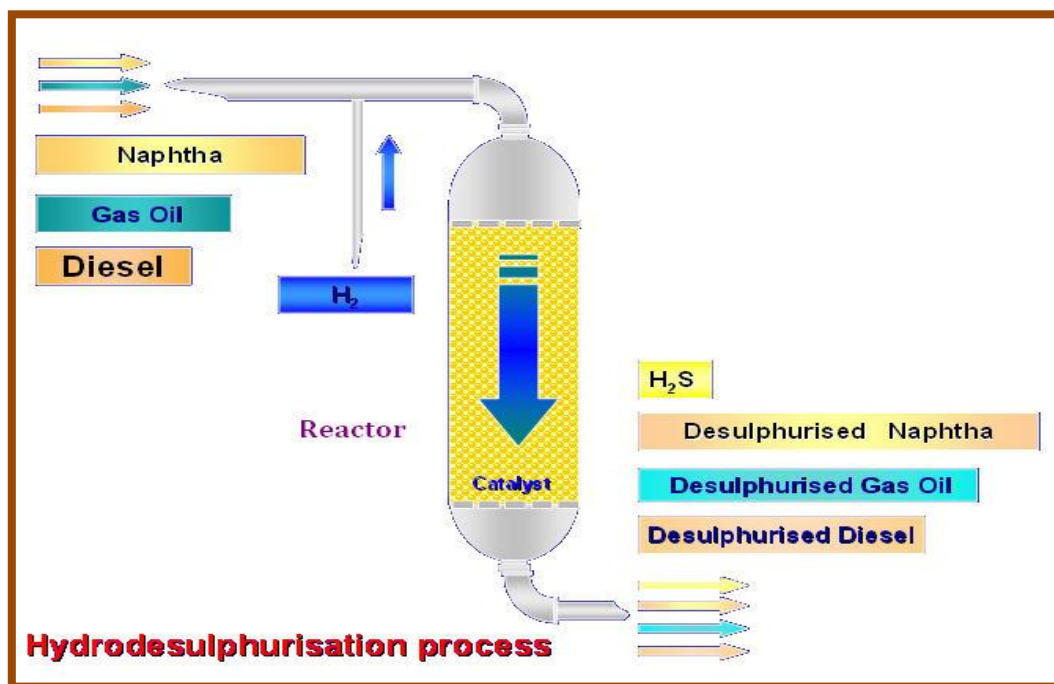 Naphtha
Gas Oil
Diesel
H₂
Reactor
Catalyst
H₂S
Desulphurised Naphtha
Desulphurised Gas Oil
Desulphurised Diesel
Hydrodesulphurisation process